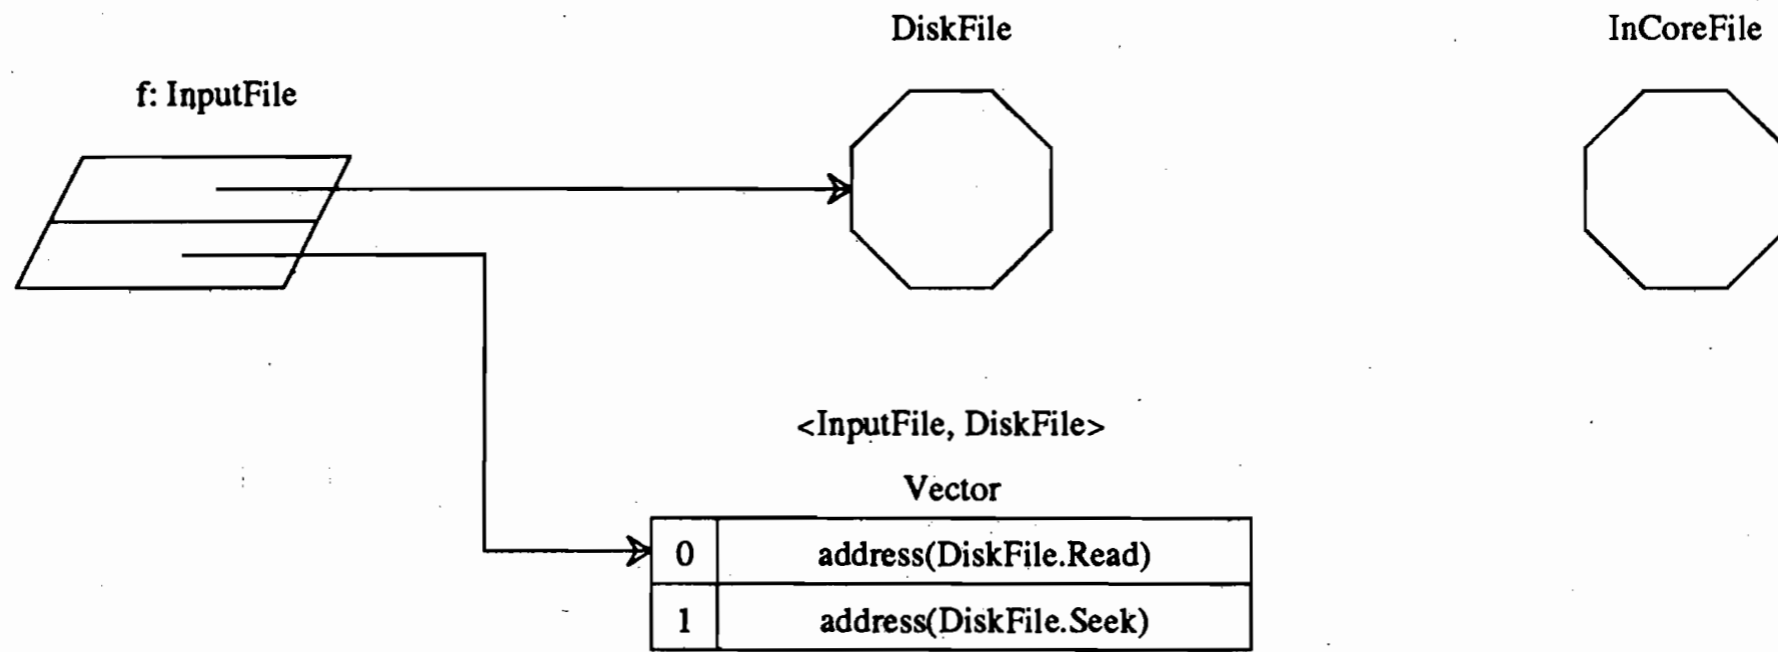 DiskFile
InCoreFile
f: InputFile
<InputFile, DiskFile>
Vector
0 address(DiskFile.Read)
1 address(DiskFile.Seek)